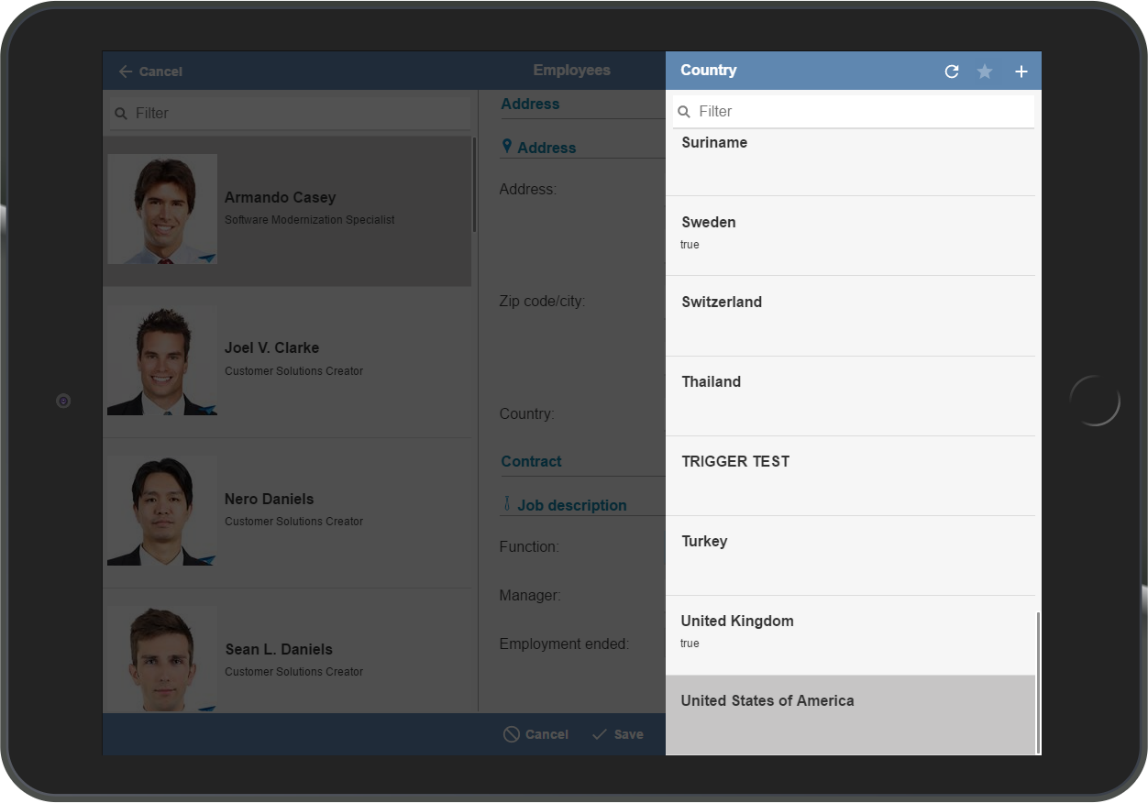 Cancel
Employees
Filter
Armando Casey
Software Modernization Specialist
Joel V. Clarke
Customer Solutions Creator
Nero Daniels
Customer Solutions Creator
Sean L. Daniels
Customer Solutions Creator
Address
Address
Address:
Zip code/city:
Country:
Contract
Job description
Function:
Manager:
Employment ended:
Cancel
Save
Country
Filter
Suriname
Sweden
true
Switzerland
Thailand
TRIGGER TEST
Turkey
United Kingdom
true
United States of America